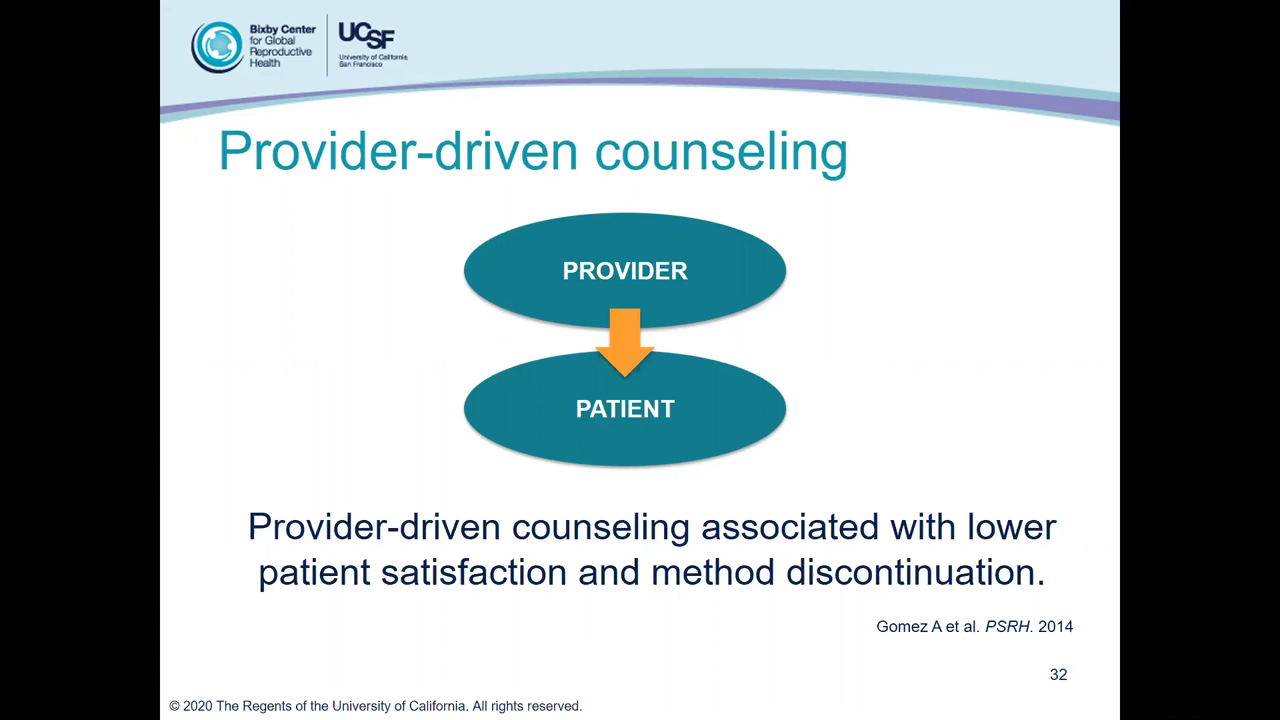 Bixby Center
for Global
Reproductive
Health
UCSF
University of California
San Francisco
Provider-driven counseling
PROVIDER
PATIENT
Provider-driven counseling associated with lower
patient satisfaction and method discontinuation.
Gomez A et al. PSRH. 2014
32
© 2020 The Regents of the University of California. All rights reserved.